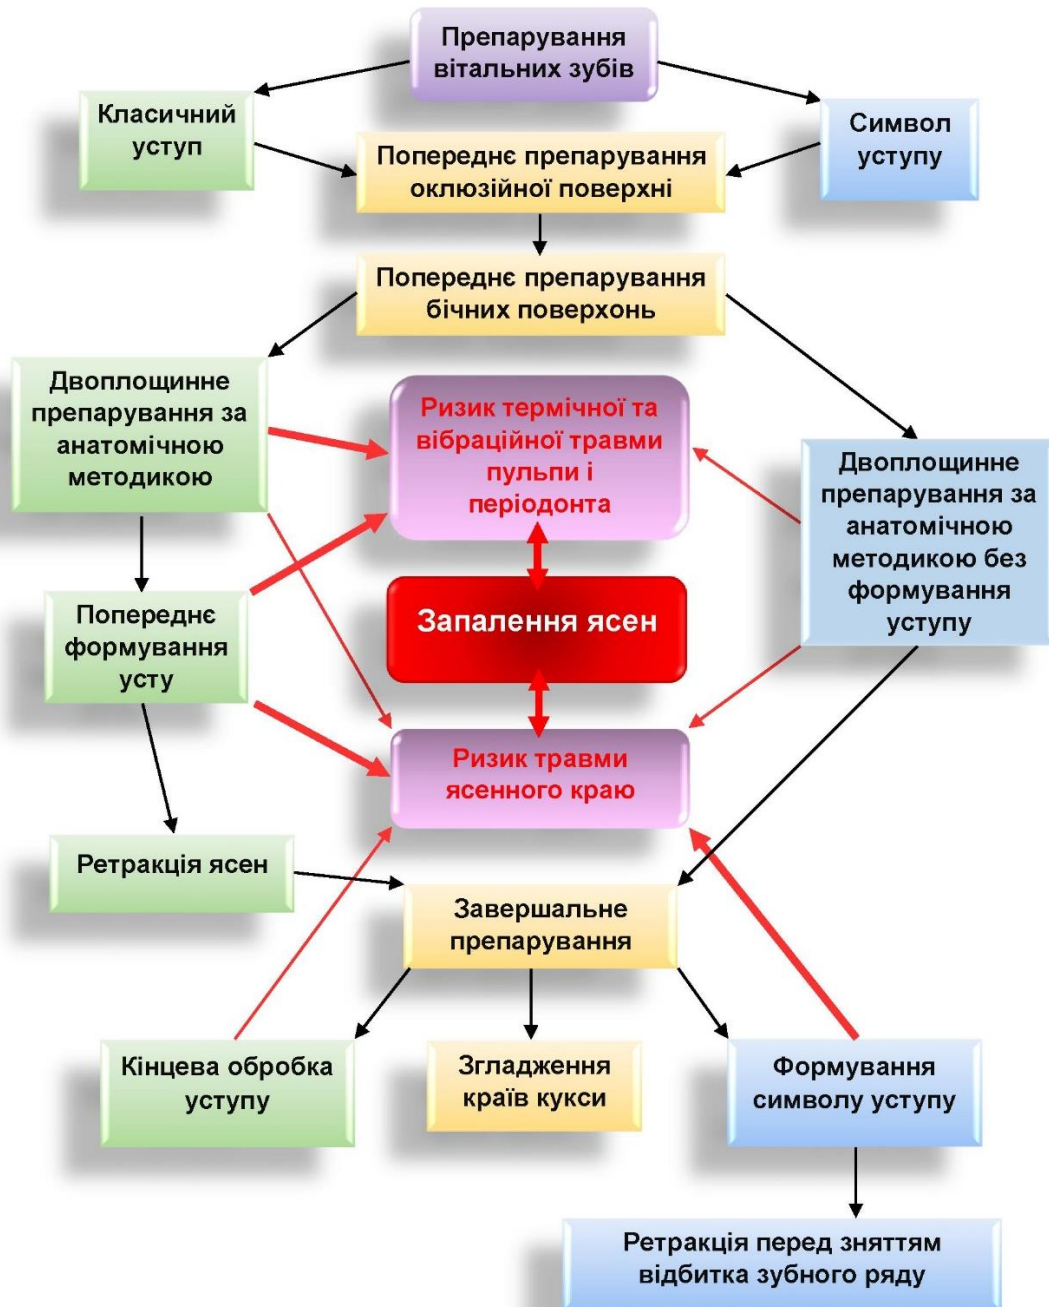 Препарування
вітальних зубів
Класичний
уступ
Символ
уступу
Попереднє препарування
оклюзійної поверхні
Попереднє препарування
бічних поверхонь
Двоплощинне
препарування за
анатомічною
методикою
Ризик термічної та
вібраційної травми
пульпи і
періодонта
Двоплощинне
препарування за
анатомічною
методикою без
формування
уступу
Запалення ясен
Попереднє
формування
усту
Ризик травми
ясенного краю
Ретракція ясен
Завершальне
препарування
Кінцева обробка
уступу
Згладження
країв кукси
Формування
символу уступу
Ретракція перед зняттям
відбитка зубного ряду